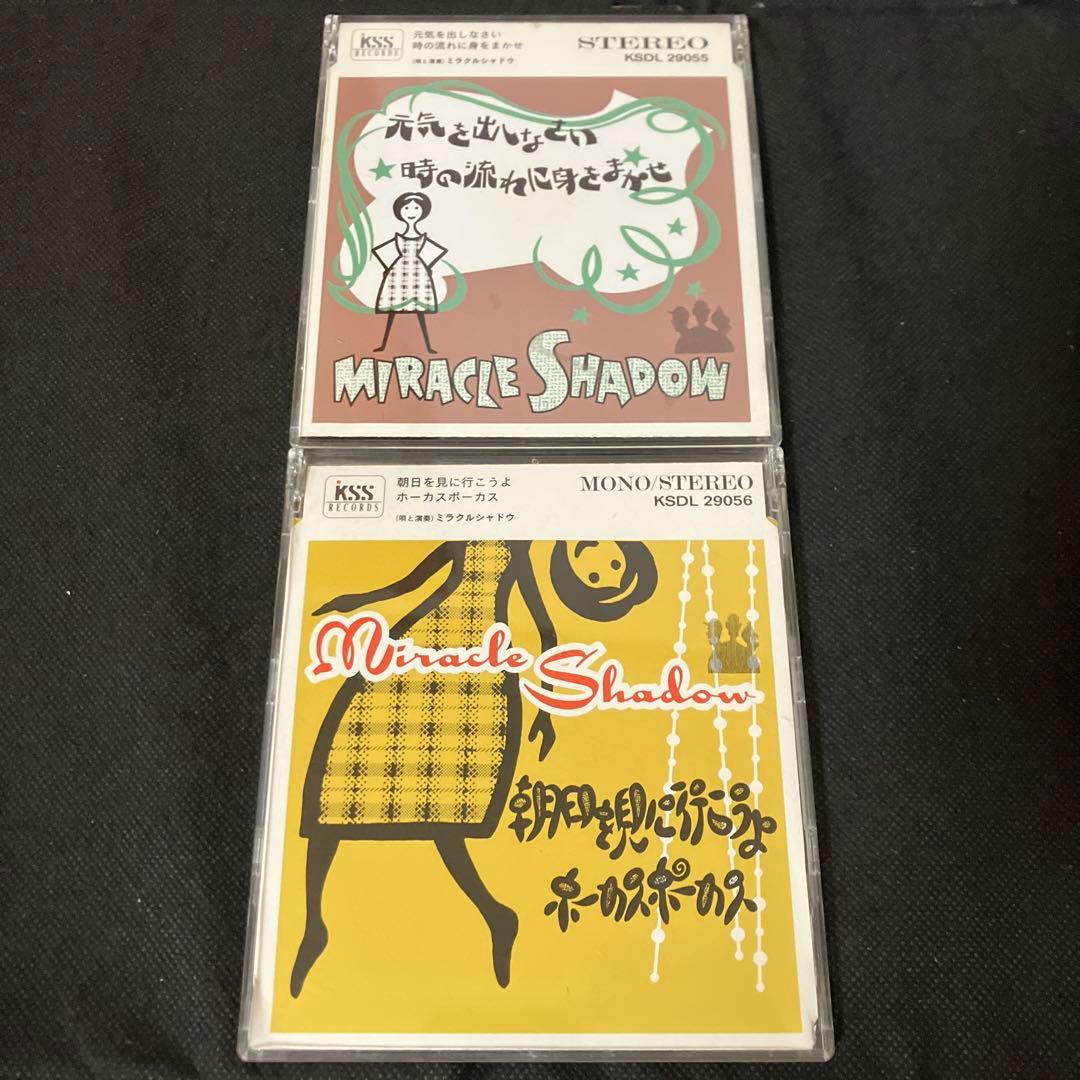 KSS
RECORDS
元気を出しなさい
時の流れに身をまかせ
(唄と演奏)ミラクルシャドウ
STEREO
KSDL 29055
元気を出しなさい
時の流れに身をまかせ
MIRACLE SHADOW
KSS
RECORDS
朝日を見に行こうよ
ホーカスポーカス
(唄と演奏)ミラクルシャドウ
MONO/STEREO
KSDL 29056
Miracle
Shadow
朝日を見に行こうよ
ホーカスポーカス